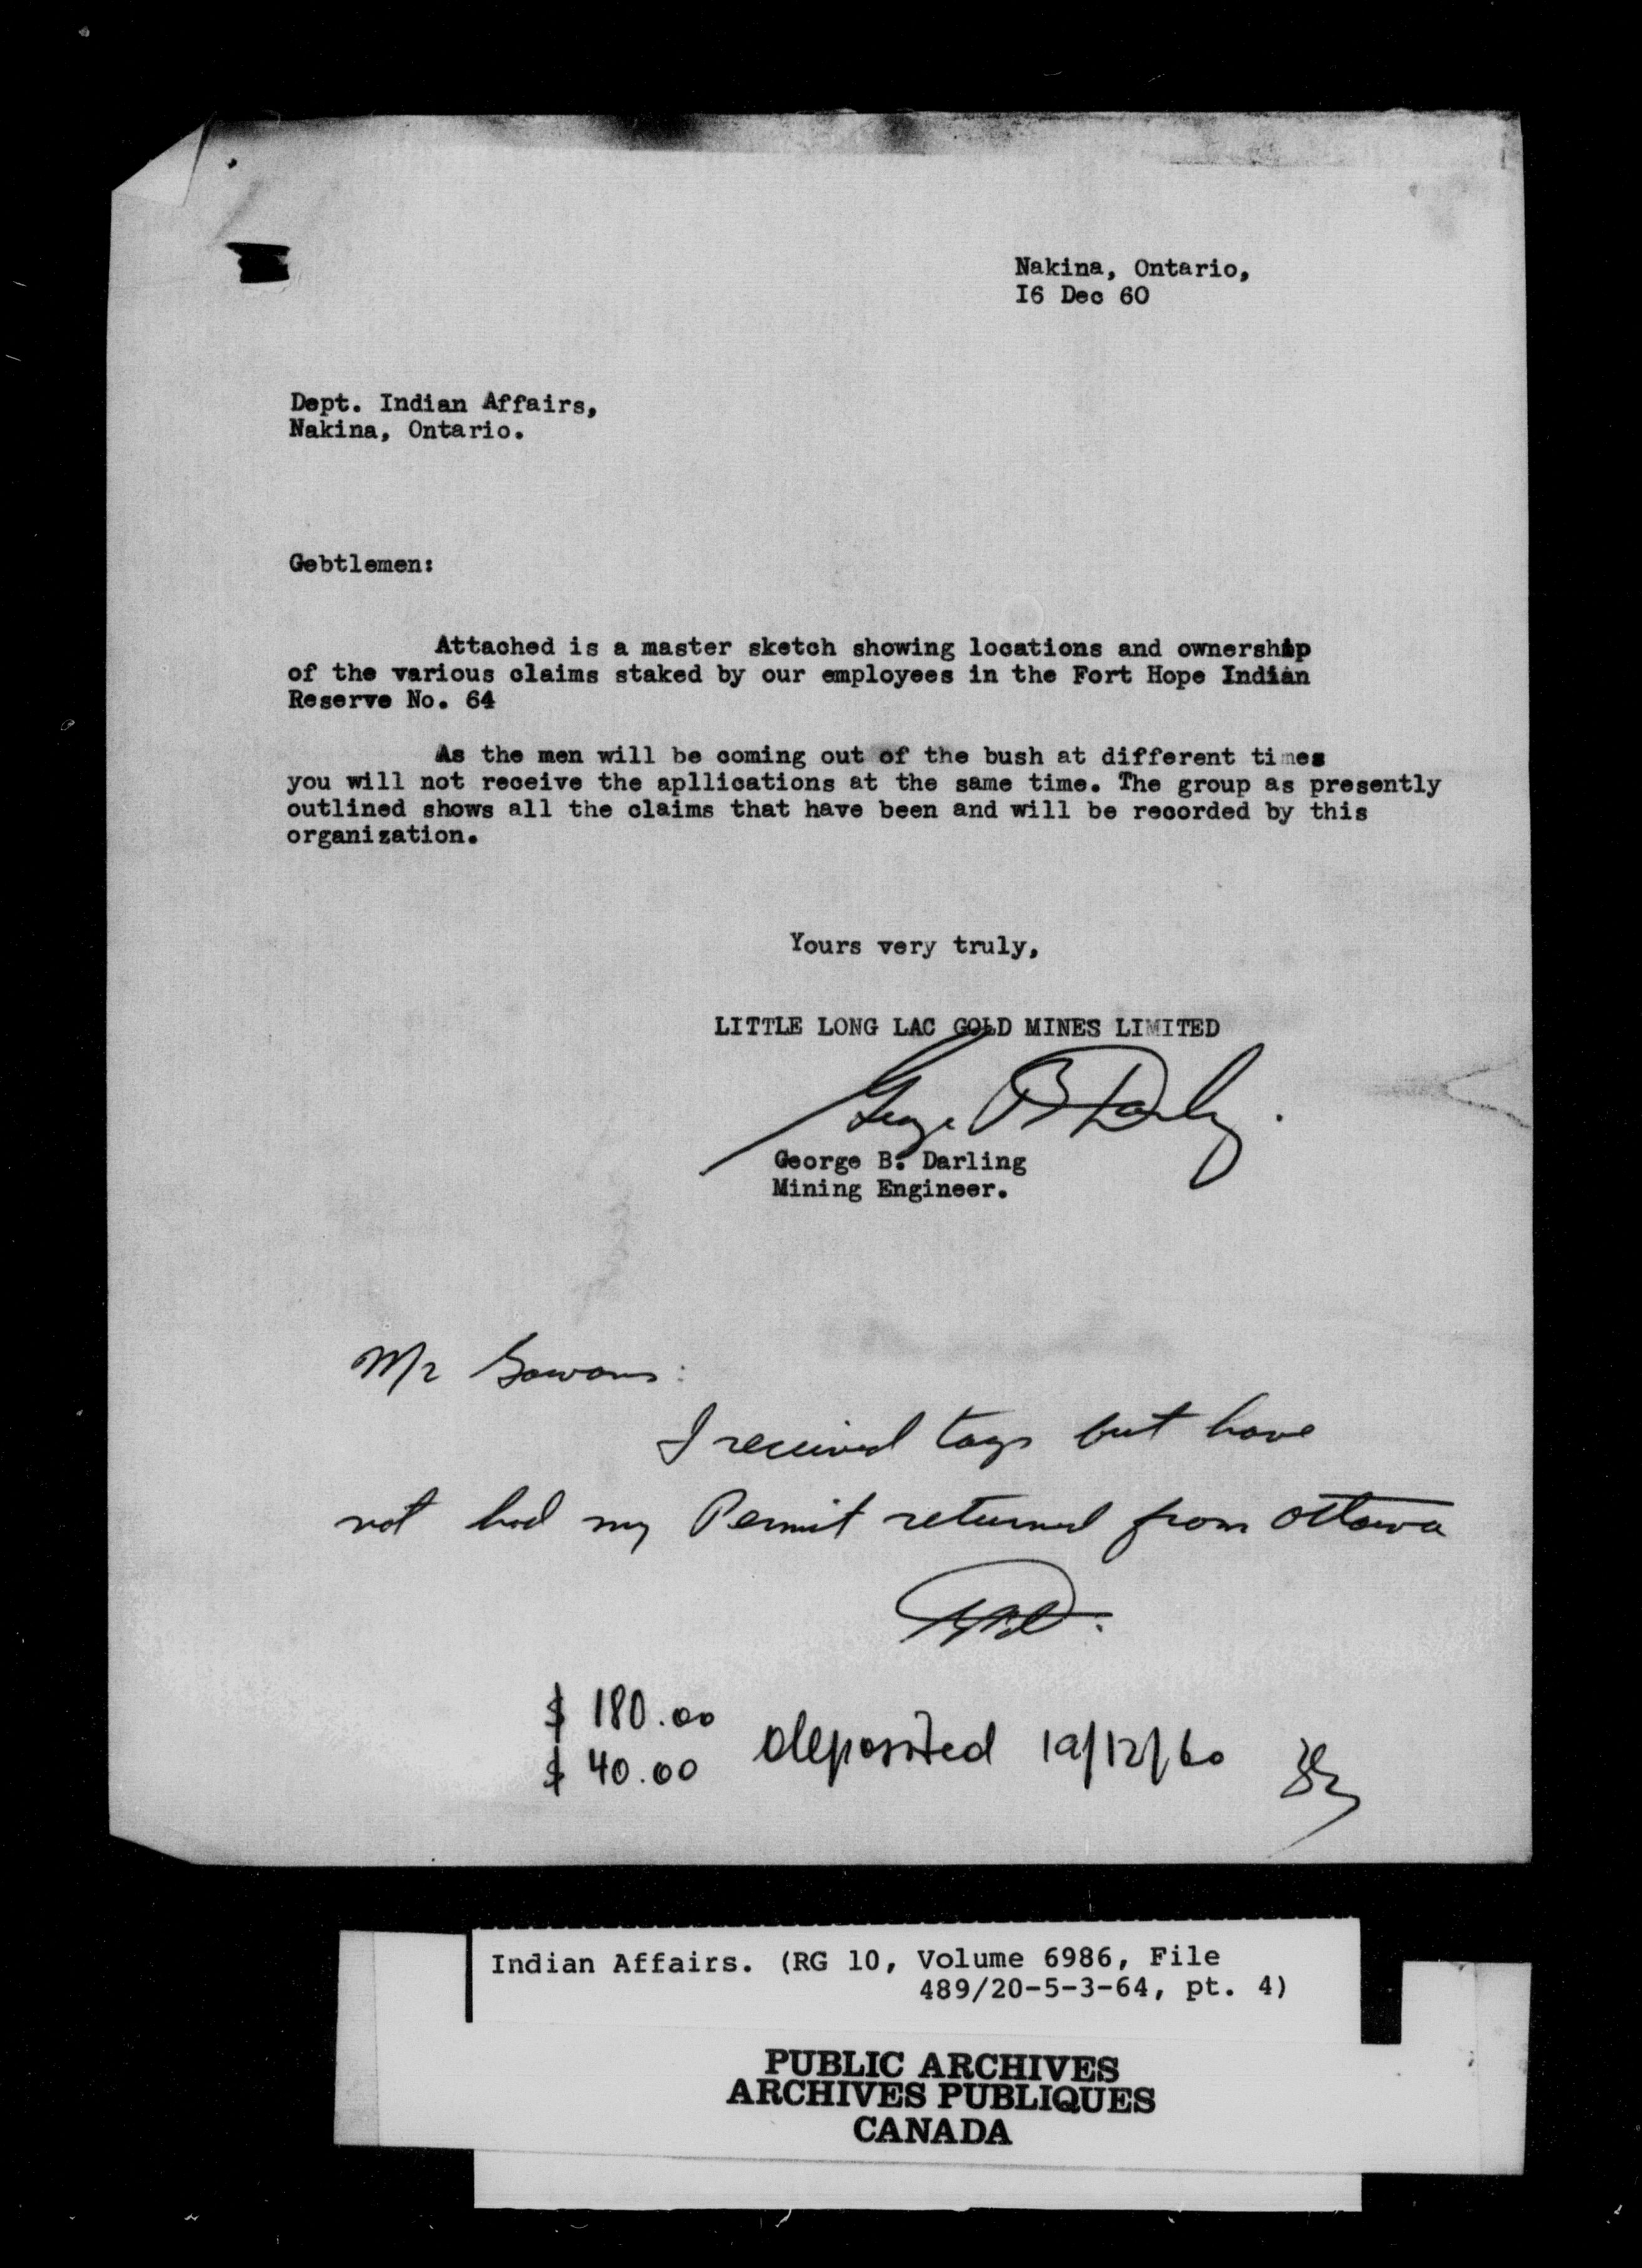 Nakina, Ontario,
I6 Dec 60
Dept. Indian Affairs,
Nakina, Ontario.
Gebtlemen:
Attached is a master sketch showing locations and ownership
of the various claims staked by our employees in the Fort Hope Indian
Reserve No. 64
As the men will be coming out of the bush at different times
you will not receive the apllications at the same time. The group as presently
outlined shows all the claims that have been and will be recorded by this
organization.
Yours very truly,
LITTLE LONG LAC GOLD MINES LIMITED
George B Darling.
George B. Darling
Mining Engineer.
Mr Gowans:
I received tags but have
not had my Permit returned from Ottawa
GBD.
$ 180.00
$ 40.00 deposited 19/12/60
Indian Affairs. (RG 10, Volume 6986, File
489/20-5-3-64, pt. 4)
PUBLIC ARCHIVES
ARCHIVES PUBLIQUES
CANADA